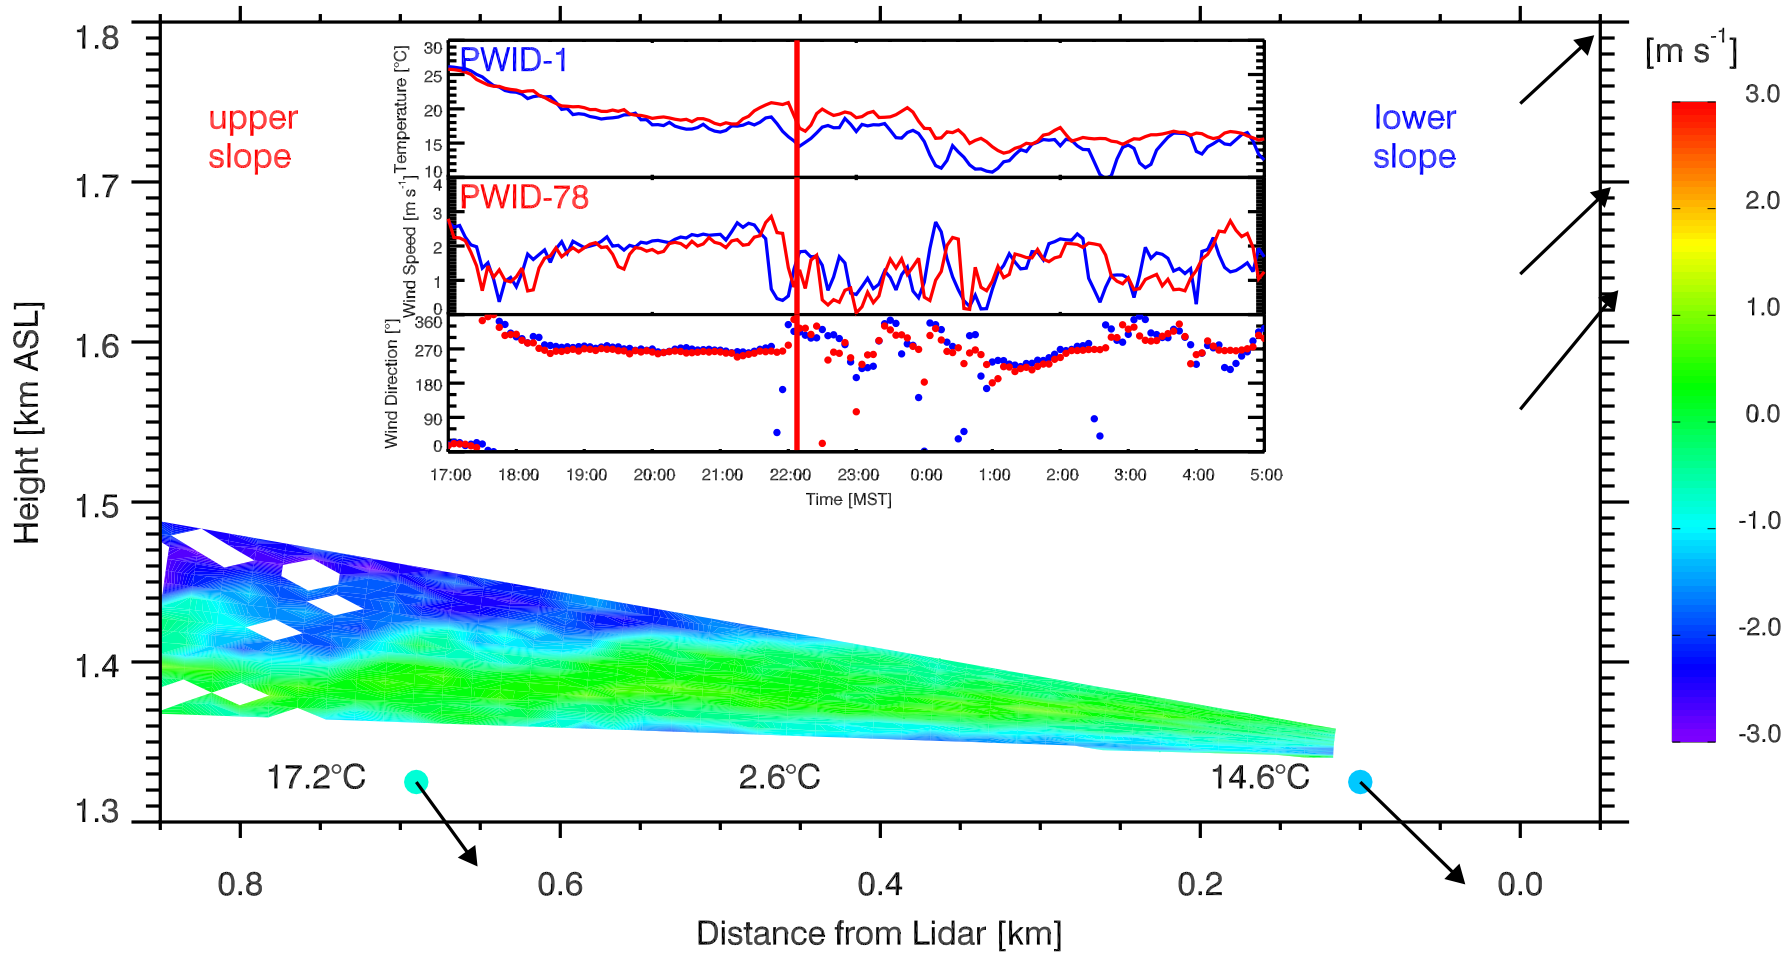 1.8
1.7
1.6
1.5
1.4
1.3
Height [km ASL]
upper
slope
lower
slope
PWID-1
30
25
20
15
10
Temperature [°C]
PWID-78
4
3
2
1
0
Wind Speed [m s⁻¹]
360
270
180
90
0
Wind Direction [°]
17:00 18:00 19:00 20:00 21:00 22:00 23:00 0:00 1:00 2:00 3:00 4:00 5:00
Time [MST]
[m s⁻¹]
3.0
2.0
1.0
0.0
-1.0
-2.0
-3.0
17.2°C 2.6°C 14.6°C
0.8 0.6 0.4 0.2 0.0
Distance from Lidar [km]